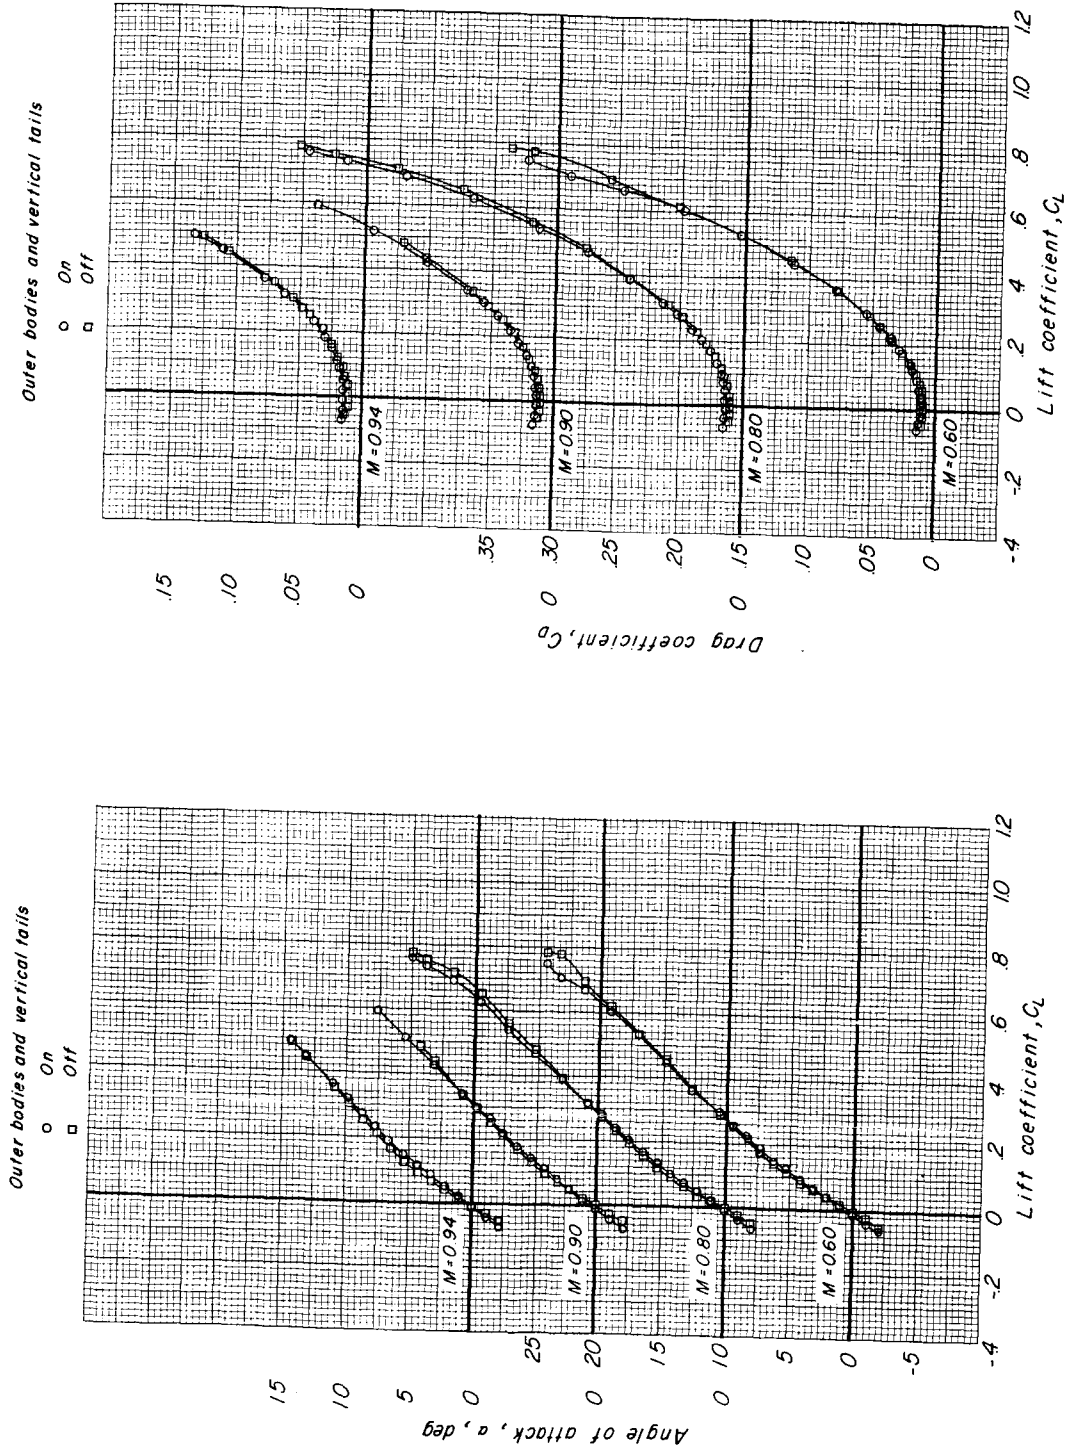 Outer bodies and vertical tails
○ On
□ Off
.15
.10
.05
0
.35
.30
0
.25
.20
.15
0
.10
.05
0
Drag coefficient, C_D
M = 0.94
M = 0.90
M = 0.80
M = 0.60
-.4
-.2
0
.2
.4
.6
.8
1.0
1.2
Lift coefficient, C_L
Outer bodies and vertical tails
○ On
□ Off
15
10
5
0
25
20
0
15
10
0
5
0
-5
Angle of attack, α, deg
M = 0.94
M = 0.90
M = 0.80
M = 0.60
-.4
-.2
0
.2
.4
.6
.8
1.0
1.2
Lift coefficient, C_L